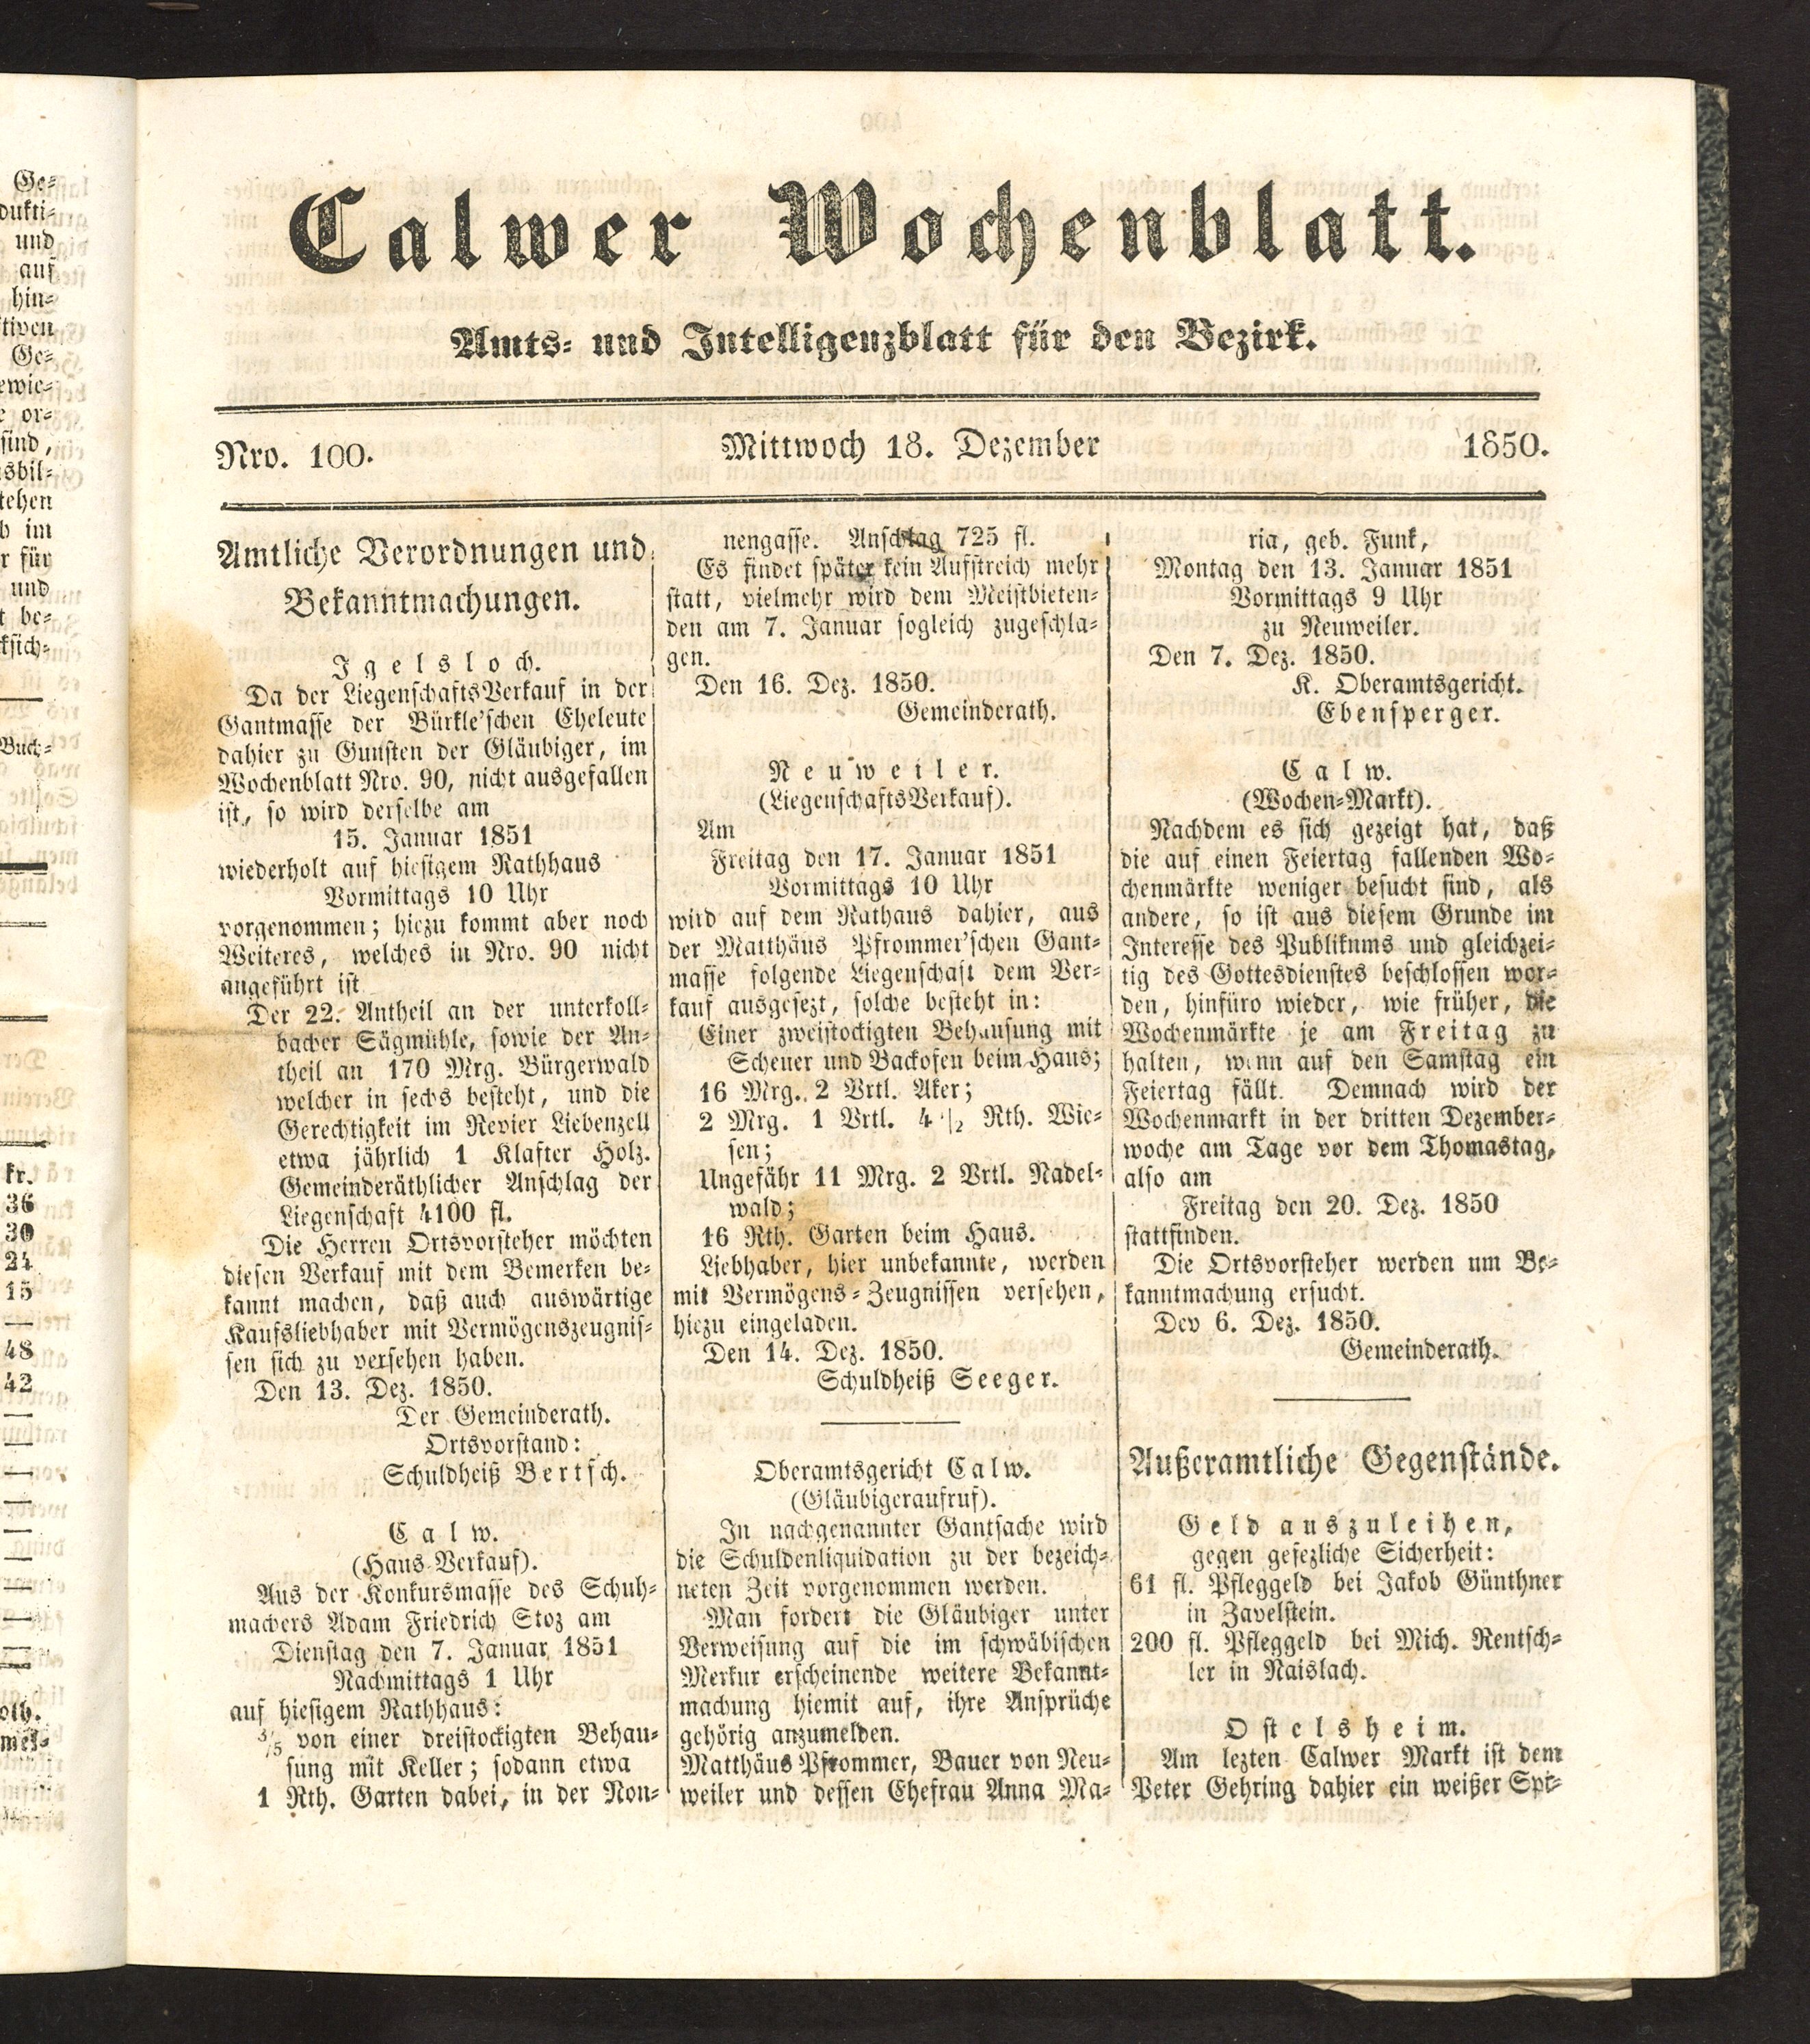 Calwer Wochenblatt.
Amts- und Intelligenzblatt für den Bezirk.
Nro. 100. Mittwoch 18. Dezember 1850.
Amtliche Verordnungen und
Bekanntmachungen.
Igelsloch.
Da der LiegenschaftsVerkauf in der
Gantmasse der Bürkle'schen Eheleute
dahier zu Gunsten der Gläubiger, im
Wochenblatt Nro. 90, nicht ausgefallen
ist, so wird derselbe am
15. Januar 1851
wiederholt auf hiesigem Rathhaus
Vormittags 10 Uhr
vorgenommen; hiezu kommt aber noch
Weiteres, welches in Nro. 90 nicht
angeführt ist
Der 22. Antheil an der unterkoll-
bacher Sägmühle, sowie der An-
theil an 170 Mrg. Bürgerwald
welcher in sechs besteht, und die
Gerechtigkeit im Revier Liebenzell
etwa jährlich 1 Klafter Holz.
Gemeinderäthlicher Anschlag der
Liegenschaft 4100 fl.
Die Herren Ortsvorsteher möchten
diesen Verkauf mit dem Bemerken be-
kannt machen, daß auch auswärtige
Kaufsliebhaber mit Vermögenszeugnis-
sen sich zu versehen haben.
Den 13. Dez. 1850.
Der Gemeinderath.
Ortsvorstand:
Schuldheiß Bertsch.
Calw.
(Haus-Verkauf).
Aus der Konkursmasse des Schuh-
machers Adam Friedrich Stoz am
Dienstag den 7. Januar 1851
Nachmittags 1 Uhr
auf hiesigem Rathhaus:
3/5 von einer dreistockigten Behau-
sung mit Keller; sodann etwa
1 Rth. Garten dabei, in der Non-
nengasse. Anschlag 725 fl.
Es findet später kein Aufstreich mehr
statt, vielmehr wird dem Meistbieten-
den am 7. Januar sogleich zugeschla-
gen.
Den 16. Dez. 1850.
Gemeinderath.
Neuweiler.
(LiegenschaftsVerkauf).
Am
Freitag den 17. Januar 1851
Vormittags 10 Uhr
wird auf dem Rathaus dahier, aus
der Matthäus Pfrommer'schen Gant-
masse folgende Liegenschaft dem Ver-
kauf ausgesezt, solche besteht in:
Einer zweistockigten Behausung mit
Scheuer und Backofen beim Haus;
16 Mrg. 2 Vrtl. Aker;
2 Mrg. 1 Vrtl. 4 1/2 Rth. Wie-
sen;
Ungefähr 11 Mrg. 2 Vrtl. Nadel-
wald;
16 Rth. Garten beim Haus.
Liebhaber, hier unbekannte, werden
mit Vermögens-Zeugnissen versehen,
hiezu eingeladen.
Den 14. Dez. 1850.
Schuldheiß Seeger.
Oberamtsgericht Calw.
(Gläubigeraufruf).
In nachgenannter Gantsache wird
die Schuldenliquidation zu der bezeich-
neten Zeit vorgenommen werden.
Man fordert die Gläubiger unter
Verweisung auf die im schwäbischen
Merkur erscheinende weitere Bekannt-
machung hiemit auf, ihre Ansprüche
gehörig anzumelden.
Matthäus Pfrommer, Bauer von Neu-
weiler und dessen Ehefrau Anna Ma-
ria, geb. Funk,
Montag den 13. Januar 1851
Vormittags 9 Uhr
zu Neuweiler.
Den 7. Dez. 1850.
K. Oberamtsgericht.
Ebensperger.
Calw.
(Wochen-Markt).
Nachdem es sich gezeigt hat, daß
die auf einen Feiertag fallenden Wo-
chenmärkte weniger besucht sind, als
andere, so ist aus diesem Grunde im
Interesse des Publiknms und gleichzei-
tig des Gottesdienstes beschlossen wor-
den, hinfüro wieder, wie früher, die
Wochenmärkte je am Freitag zu
halten, wenn auf den Samstag ein
Feiertag fällt. Demnach wird der
Wochenmarkt in der dritten Dezember-
woche am Tage vor dem Thomastag,
also am
Freitag den 20. Dez. 1850
stattfinden.
Die Ortsvorsteher werden um Be-
kanntmachung ersucht.
Dev 6. Dez. 1850.
Gemeinderath.
Außeramtliche Gegenstände.
Geld auszuleihen,
gegen gesezliche Sicherheit:
61 fl. Pfleggeld bei Jakob Günthner
in Zavelstein.
200 fl. Pfleggeld bei Mich. Rentsch-
ler in Naislach.
Ostelsheim.
Am lezten Calwer Markt ist dem
Peter Gehring dahier ein weißer Spi-